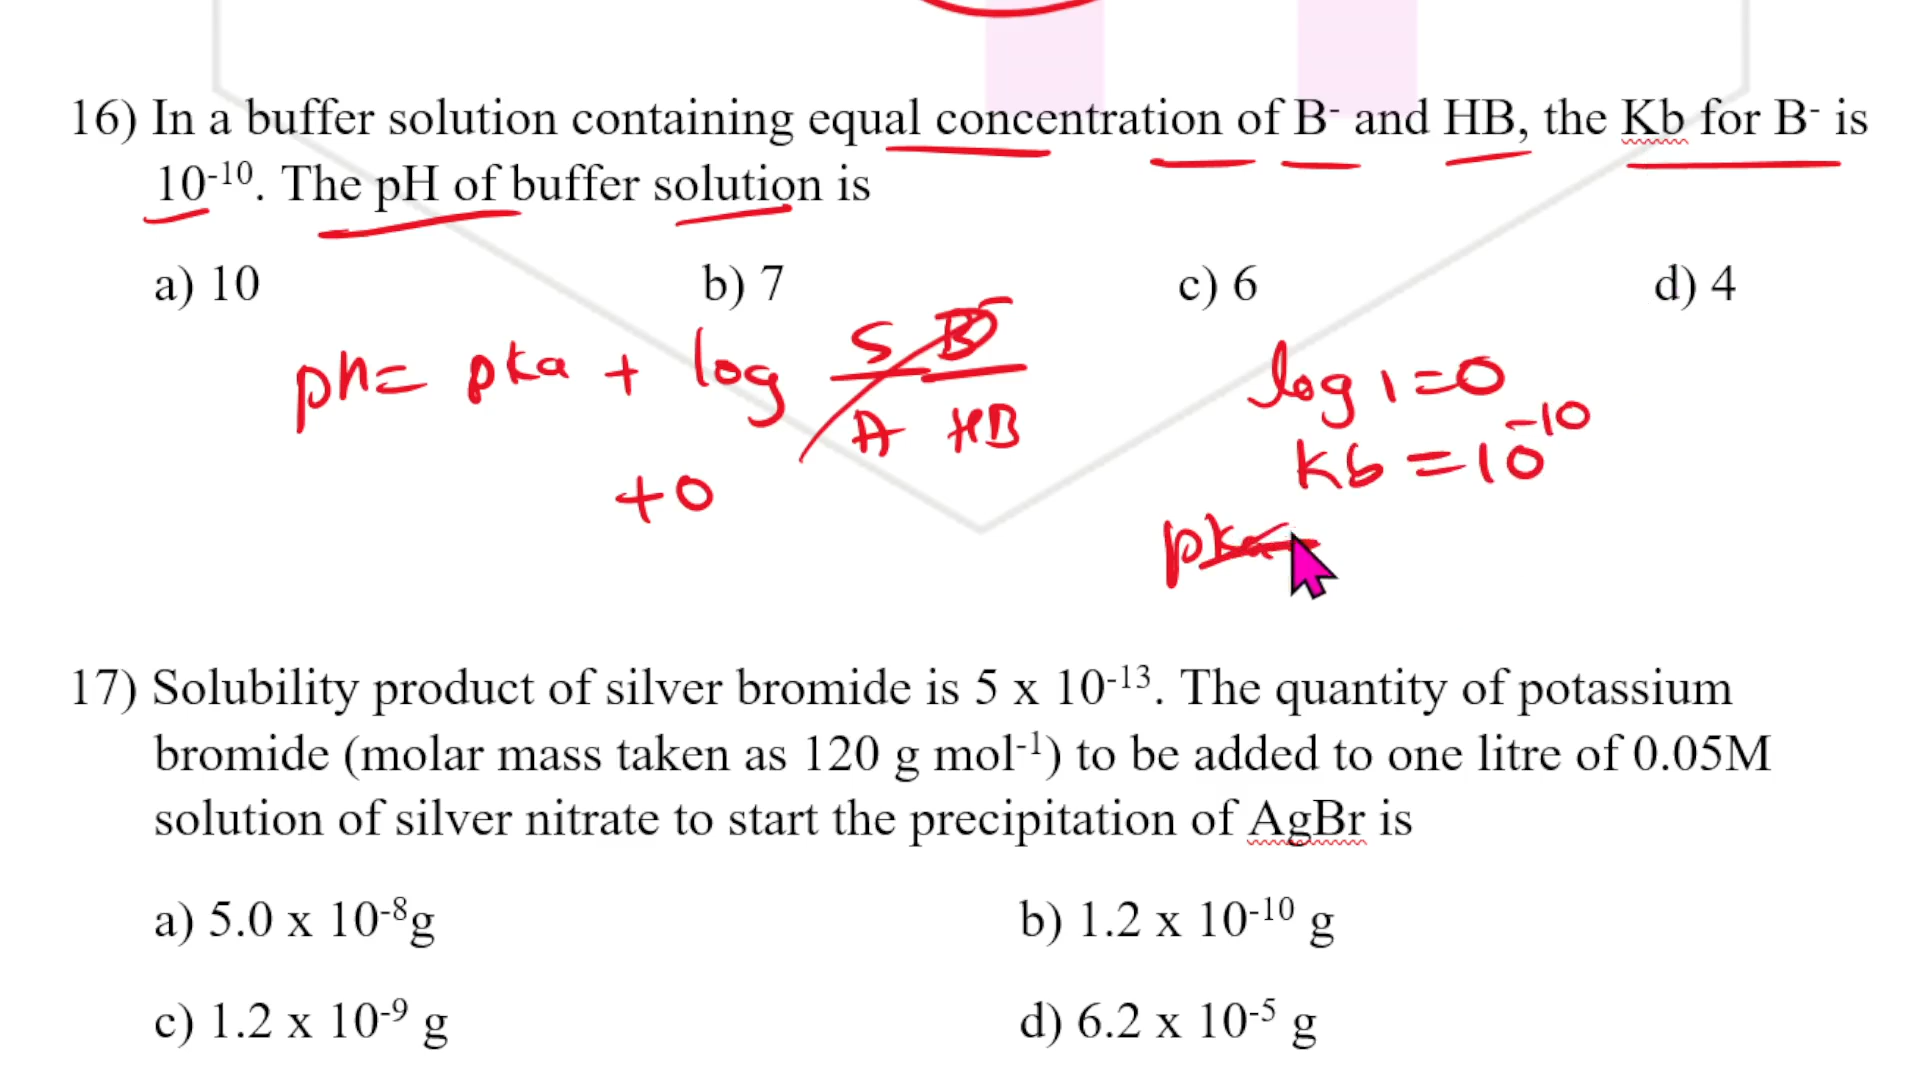 16) In a buffer solution containing equal concentration of B⁻ and HB, the Kb for B⁻ is
10⁻¹⁰. The pH of buffer solution is
a) 10 b) 7 c) 6 d) 4
pH= pka + log S/A B⁻/HB
+0
log 1=0
kb =10⁻¹⁰
pka
17) Solubility product of silver bromide is 5 x 10⁻¹³. The quantity of potassium
bromide (molar mass taken as 120 g mol⁻¹) to be added to one litre of 0.05M
solution of silver nitrate to start the precipitation of AgBr is
a) 5.0 x 10⁻⁸g b) 1.2 x 10⁻¹⁰ g
c) 1.2 x 10⁻⁹ g d) 6.2 x 10⁻⁵ g